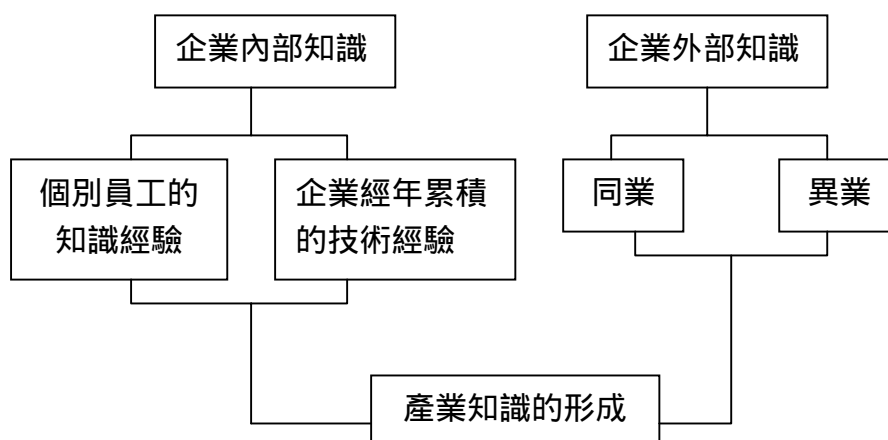 企業內部知識
企業外部知識
個別員工的
知識經驗
企業經年累積
的技術經驗
同業
異業
產業知識的形成